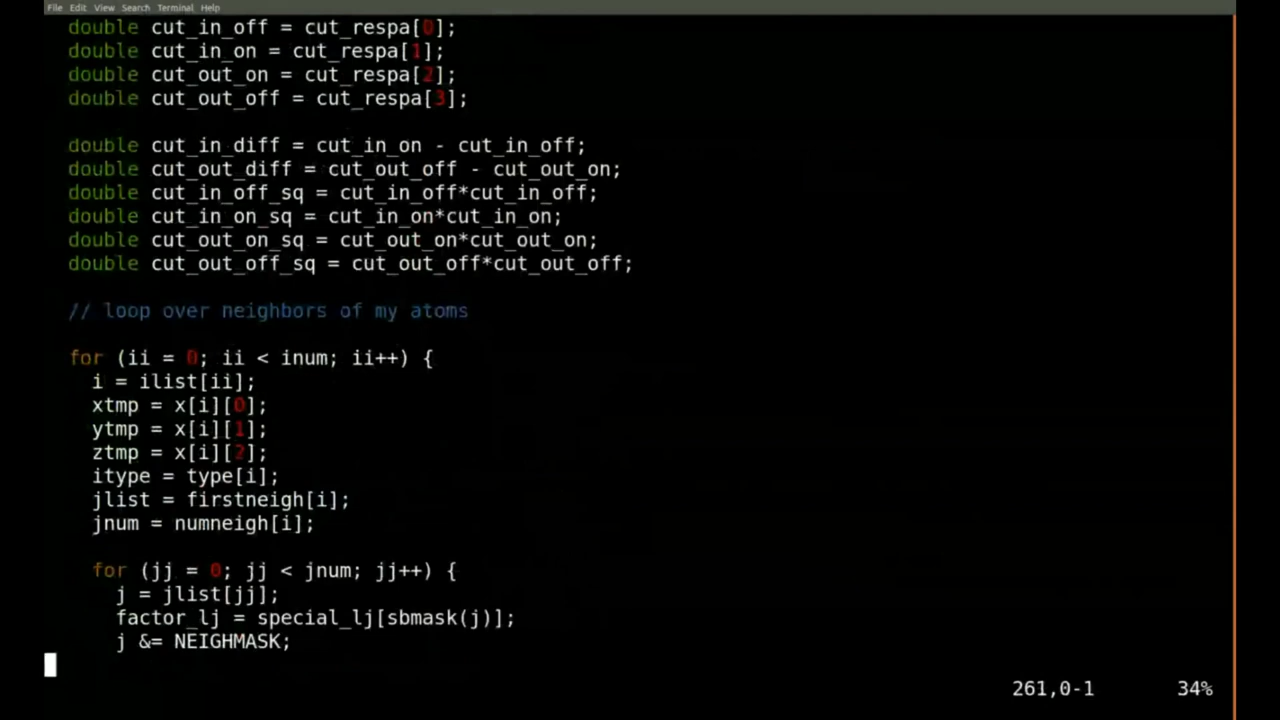 File Edit View Search Terminal Help
double cut_in_off = cut_respa[0];
double cut_in_on = cut_respa[1];
double cut_out_on = cut_respa[2];
double cut_out_off = cut_respa[3];
double cut_in_diff = cut_in_on - cut_in_off;
double cut_out_diff = cut_out_off - cut_out_on;
double cut_in_off_sq = cut_in_off*cut_in_off;
double cut_in_on_sq = cut_in_on*cut_in_on;
double cut_out_on_sq = cut_out_on*cut_out_on;
double cut_out_off_sq = cut_out_off*cut_out_off;
// loop over neighbors of my atoms
for (ii = 0; ii < inum; ii++) {
i = ilist[ii];
xtmp = x[i][0];
ytmp = x[i][1];
ztmp = x[i][2];
itype = type[i];
jlist = firstneigh[i];
jnum = numneigh[i];
for (jj = 0; jj < jnum; jj++) {
j = jlist[jj];
factor_lj = special_lj[sbmask(j)];
j &= NEIGHMASK;
261,0-1 34%